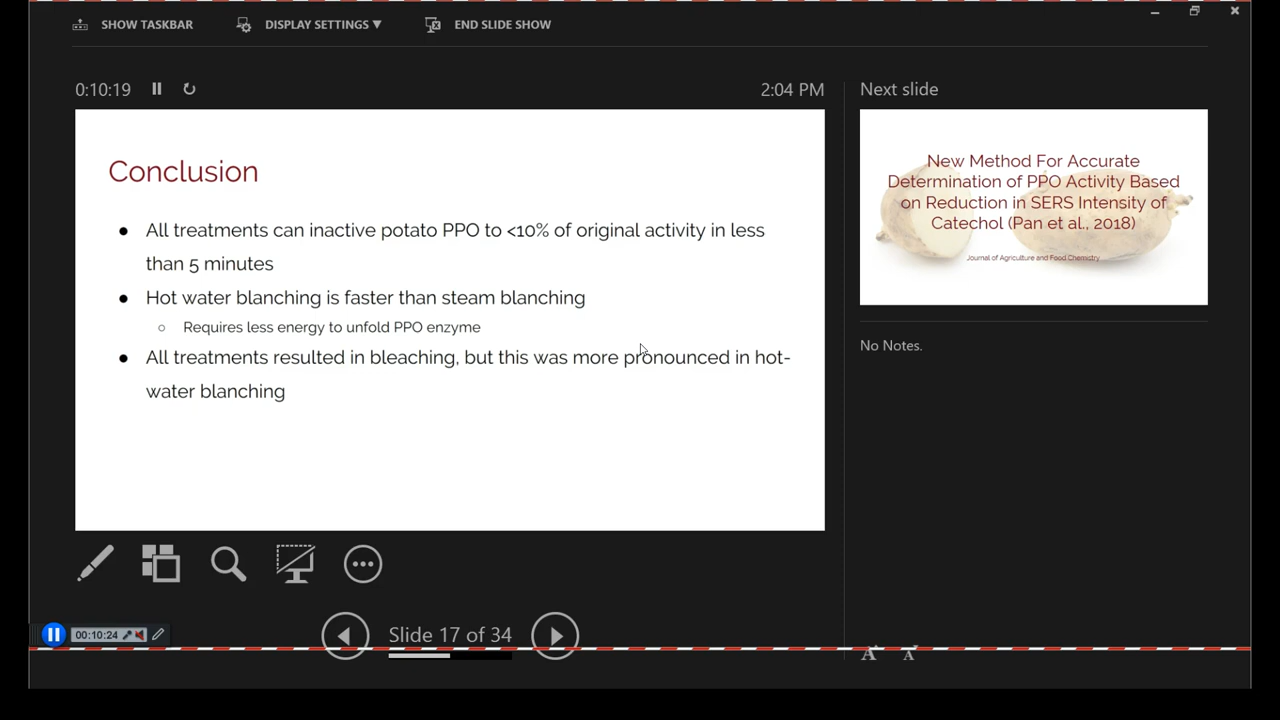 SHOW TASKBAR
DISPLAY SETTINGS ▼
END SLIDE SHOW
0:10:19
2:04 PM
Conclusion
● All treatments can inactive potato PPO to <10% of original activity in less
than 5 minutes
● Hot water blanching is faster than steam blanching
○ Requires less energy to unfold PPO enzyme
● All treatments resulted in bleaching, but this was more pronounced in hot-
water blanching
Next slide
New Method For Accurate
Determination of PPO Activity Based
on Reduction in SERS Intensity of
Catechol (Pan et al., 2018)
Journal of Agriculture and Food Chemistry
No Notes.
Slide 17 of 34
00:10:24
A A